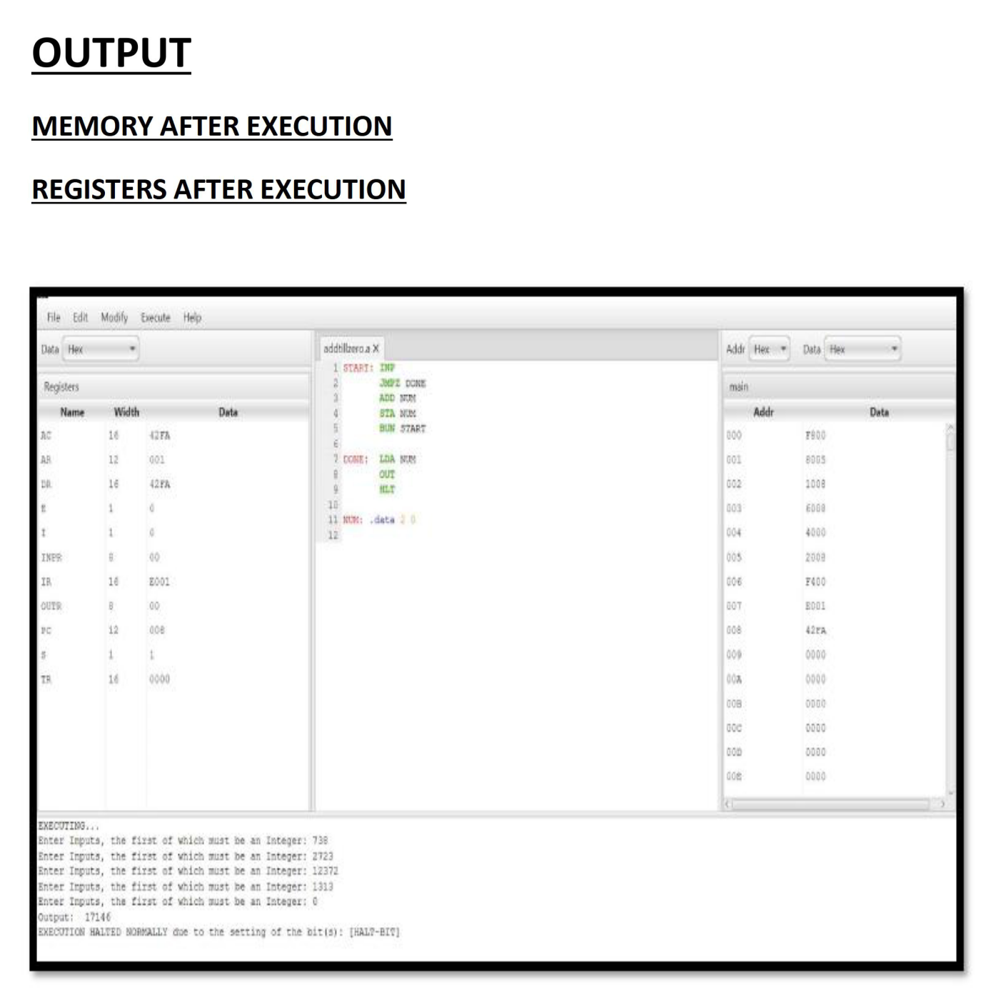 OUTPUT
MEMORY AFTER EXECUTION
REGISTERS AFTER EXECUTION
File Edit Modify Execute Help
Data Hex
Registers
Name Width Data
AC 16 42FA
AR 12 001
DR 16 42FA
E 1 0
I 1 0
INPR 8 00
IR 16 E001
OUTR 8 00
PC 12 008
S 1 1
TR 16 0000
addtillzero.a X
1 START: INP
2 JMPZ DONE
3 ADD NUM
4 STA NUM
5 BUN START
6
7 DONE: LDA NUM
8 OUT
9 HLT
10
11 NUM: .data 2 0
12
Addr Hex Data Hex
main
Addr Data
000 F800
001 8005
002 1008
003 6008
004 4000
005 2008
006 F400
007 E001
008 42FA
009 0000
00A 0000
00B 0000
00C 0000
00D 0000
00E 0000
EXECUTING...
Enter Inputs, the first of which must be an Integer: 738
Enter Inputs, the first of which must be an Integer: 2723
Enter Inputs, the first of which must be an Integer: 12372
Enter Inputs, the first of which must be an Integer: 1313
Enter Inputs, the first of which must be an Integer: 0
Output: 17146
EXECUTION HALTED NORMALLY due to the setting of the bit(s): [HALT-BIT]